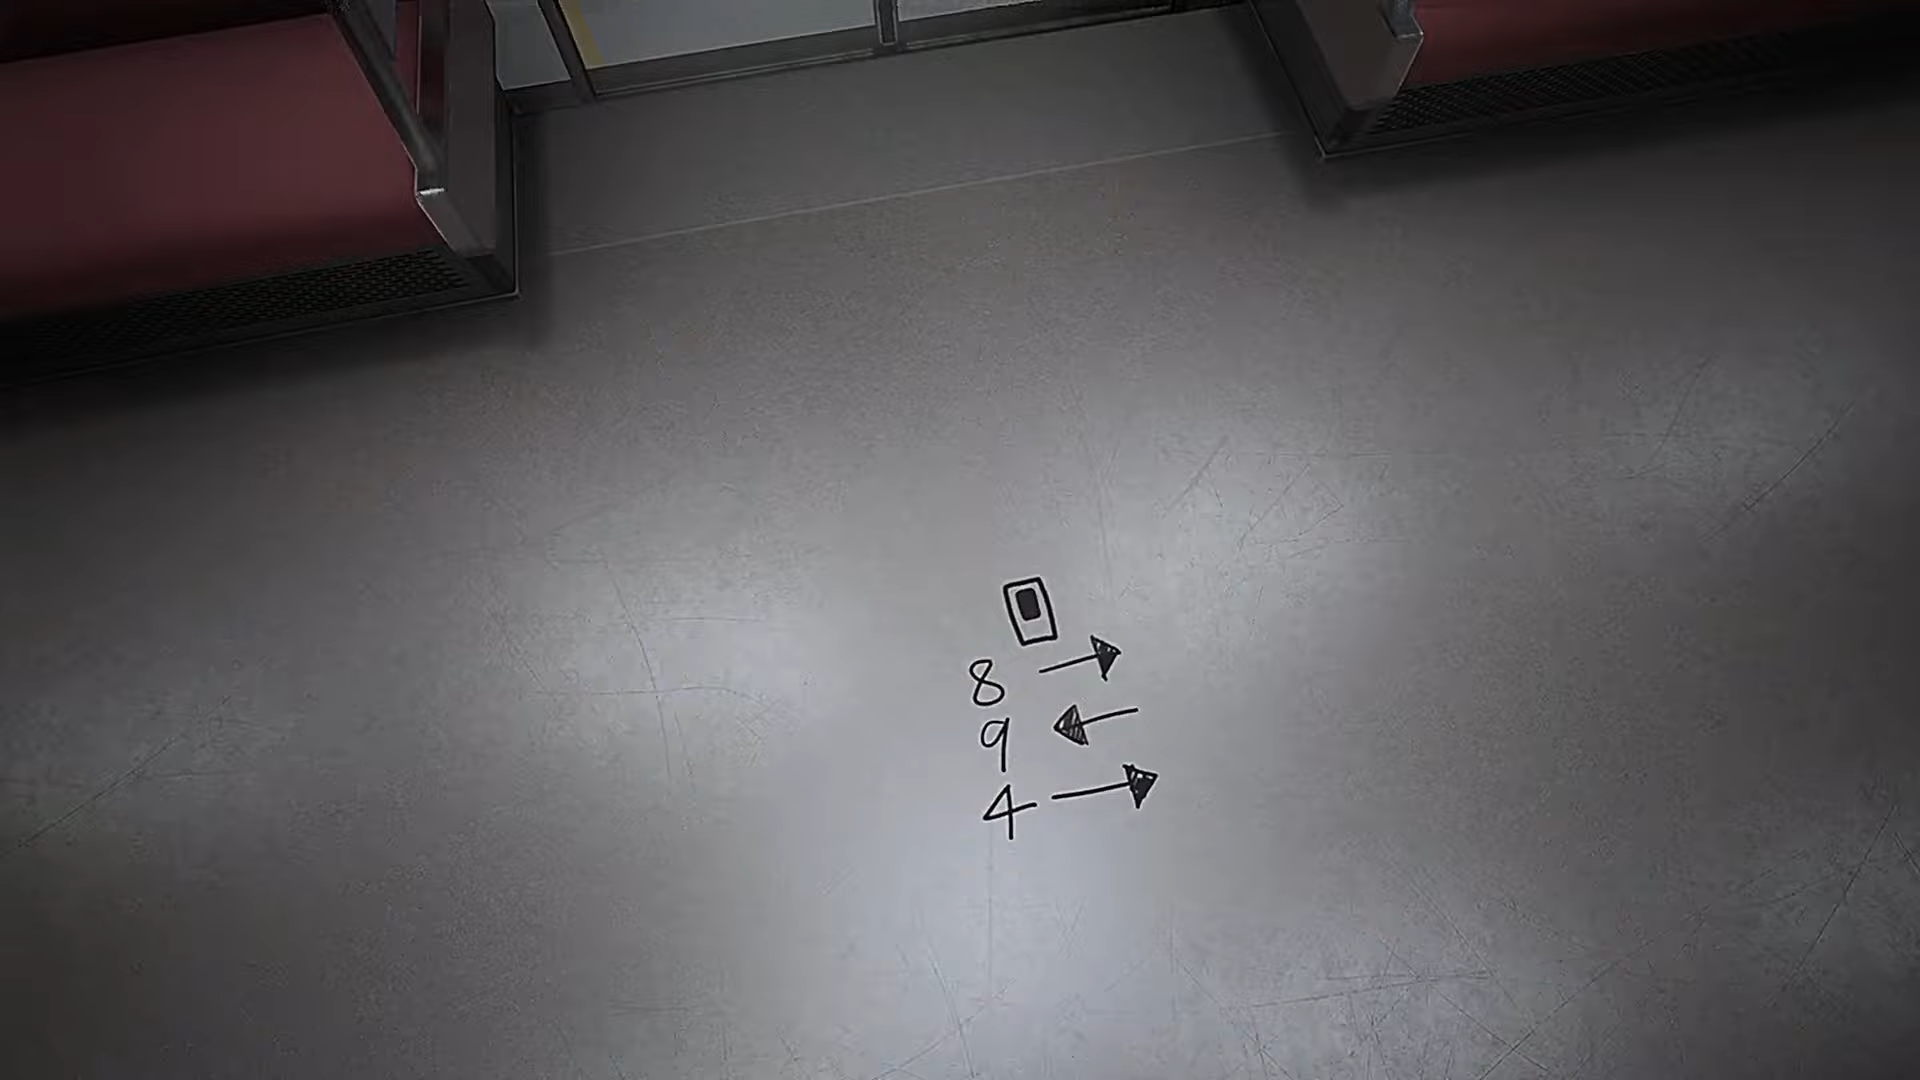 8 →
9 ←
4 →